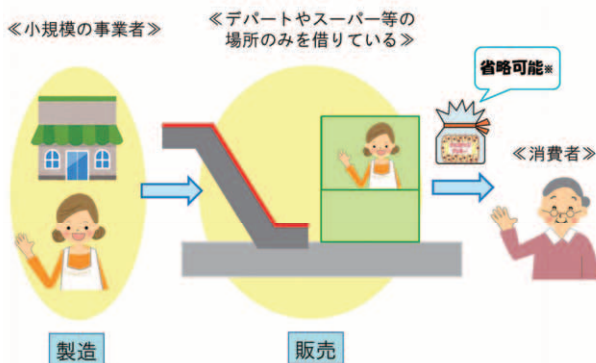 ≪小規模の事業者≫
≪デパートやスーパー等の
場所のみを借りている≫
省略可能※
≪消費者≫
製造
販売